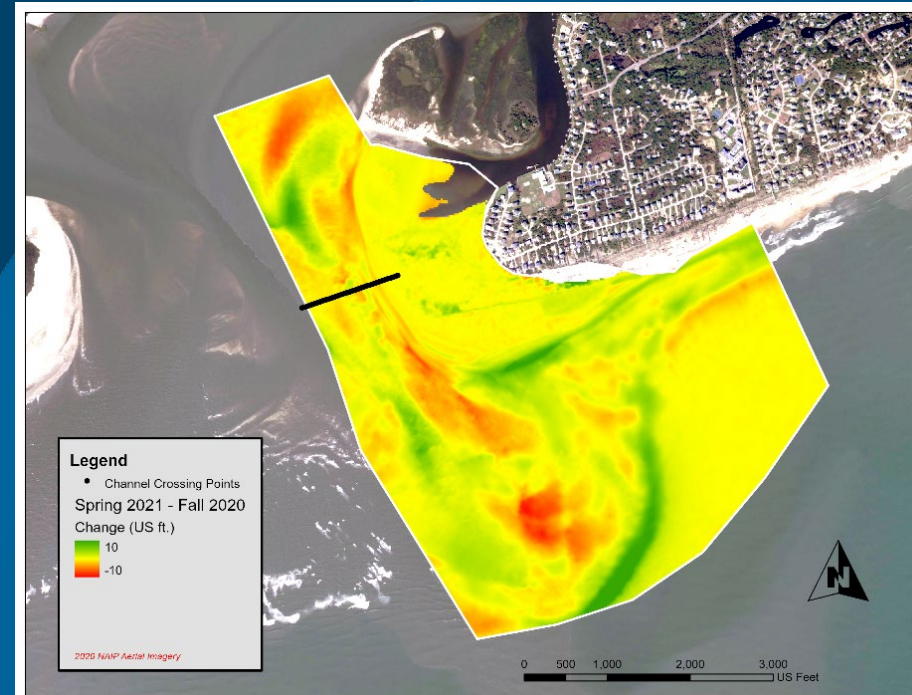 Legend
Channel Crossing Points
Spring 2021 - Fall 2020
Change (US ft.)
10
-10
2020 NAIP Aerial Imagery
N
0 500 1,000 2,000 3,000
US Feet